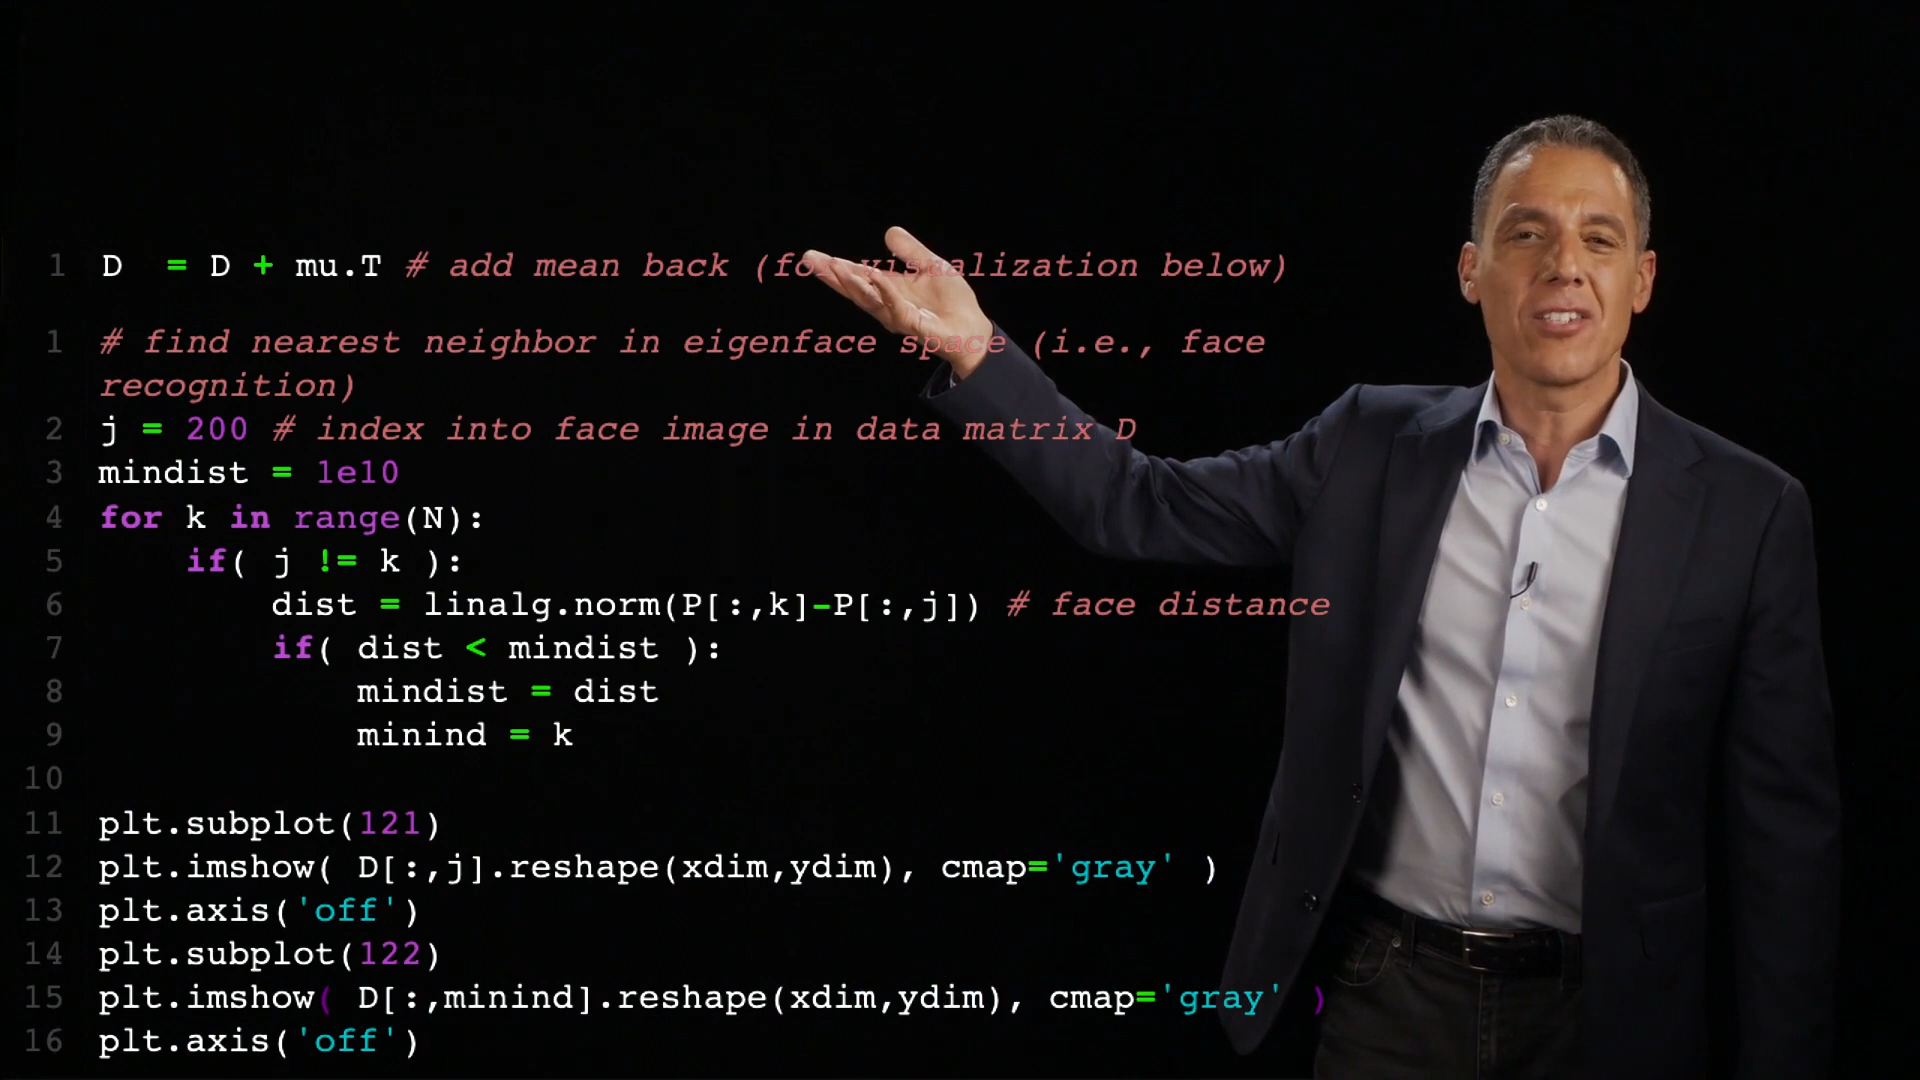 1 D  = D + mu.T # add mean back (for visualization below)
1 # find nearest neighbor in eigenface space (i.e., face
recognition)
2 j = 200 # index into face image in data matrix D
3 mindist = 1e10
4 for k in range(N):
5     if( j != k ):
6         dist = linalg.norm(P[:,k]-P[:,j]) # face distance
7         if( dist < mindist ):
8             mindist = dist
9             minind = k
10
11 plt.subplot(121)
12 plt.imshow( D[:,j].reshape(xdim,ydim), cmap='gray' )
13 plt.axis('off')
14 plt.subplot(122)
15 plt.imshow( D[:,minind].reshape(xdim,ydim), cmap='gray' )
16 plt.axis('off')